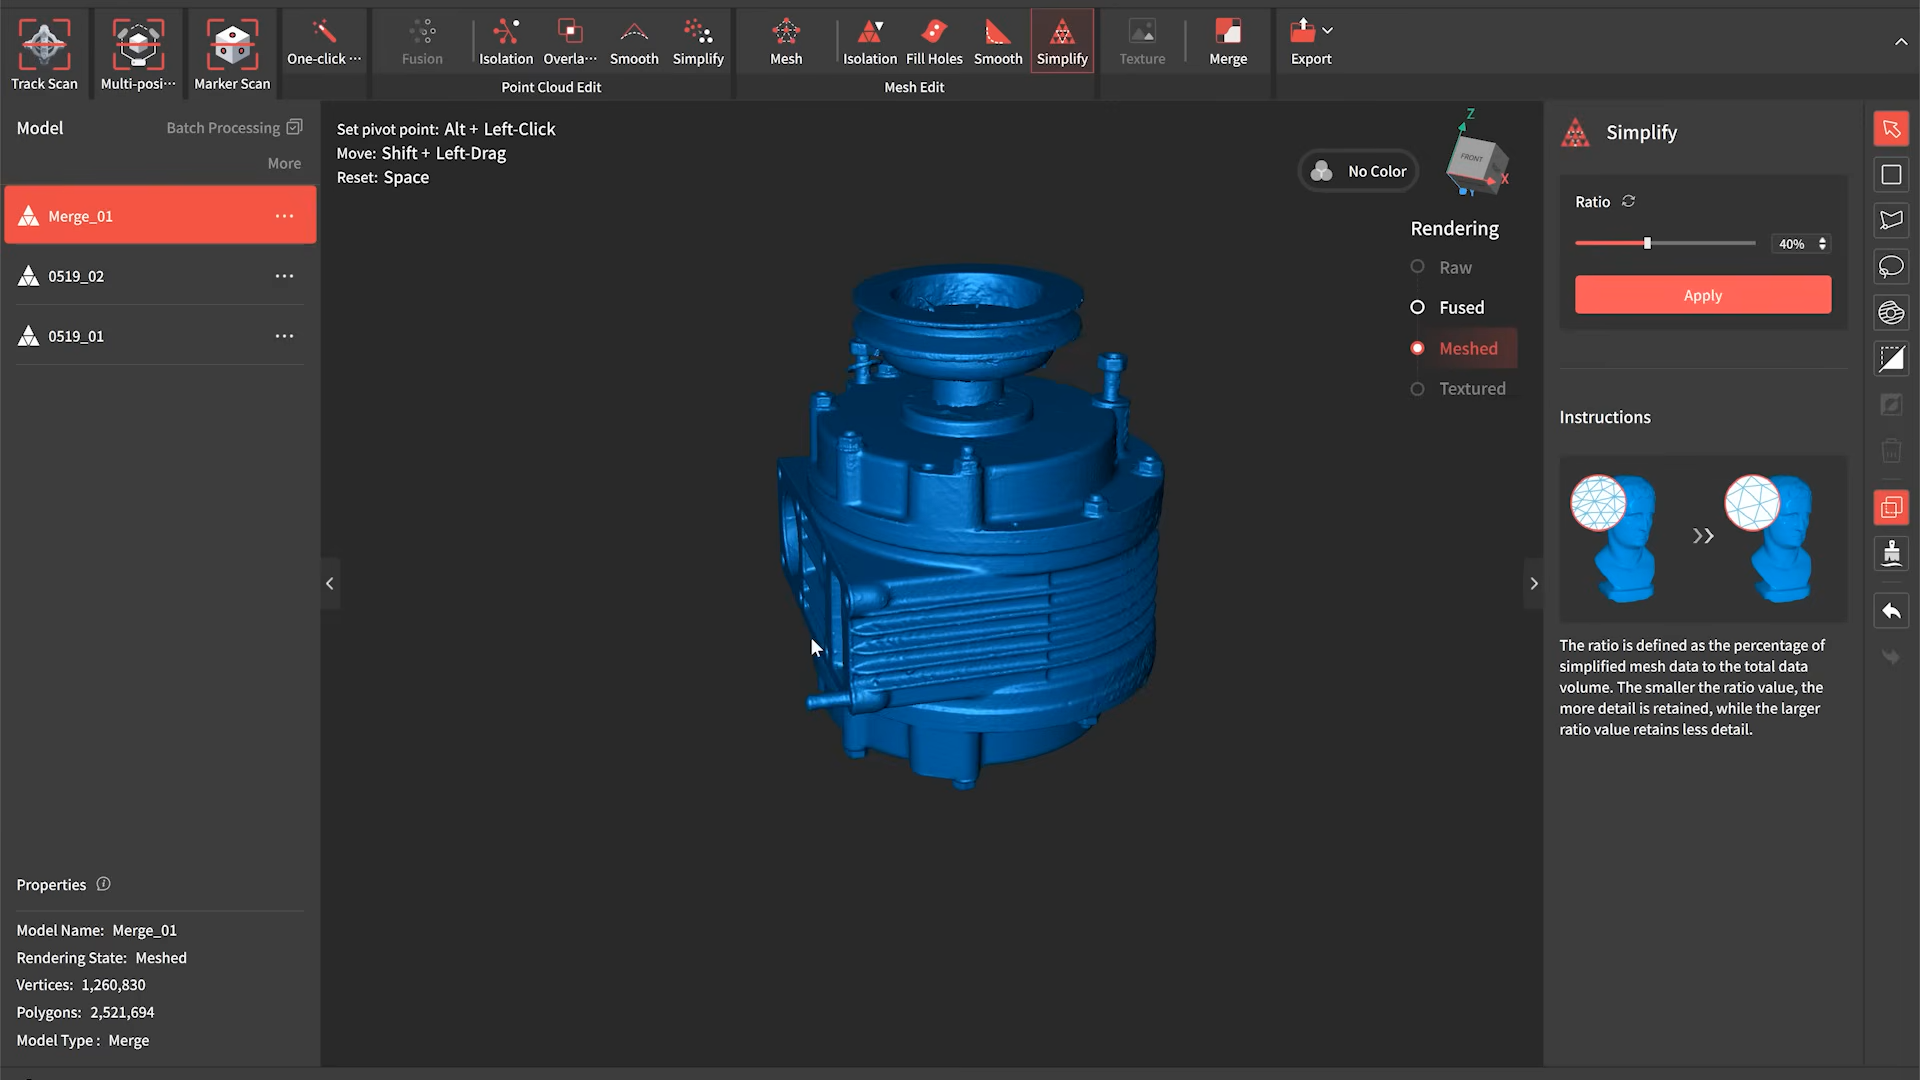 Track Scan
Multi-posi···
Marker Scan
One-click ···
Fusion
Isolation
Overla···
Smooth
Simplify
Point Cloud Edit
Mesh
Isolation
Fill Holes
Smooth
Simplify
Mesh Edit
Texture
Merge
Export
Model
Batch Processing
More
Merge_01
0519_02
0519_01
Properties
Model Name: Merge_01
Rendering State: Meshed
Vertices: 1,260,830
Polygons: 2,521,694
Model Type : Merge
Set pivot point: Alt + Left-Click
Move: Shift + Left-Drag
Reset: Space
No Color
Z
FRONT
X
Y
Rendering
Raw
Fused
Meshed
Textured
Simplify
Ratio
40%
Apply
Instructions
The ratio is defined as the percentage of
simplified mesh data to the total data
volume. The smaller the ratio value, the
more detail is retained, while the larger
ratio value retains less detail.